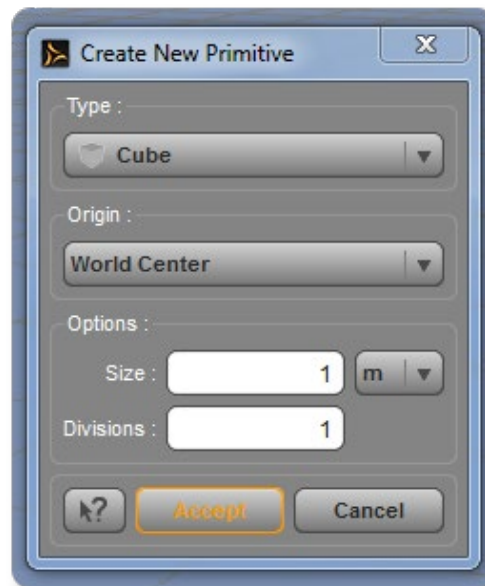 Create New Primitive
Type :
Cube
Origin :
World Center
Options :
Size : 1 m
Divisions : 1
? Accept Cancel